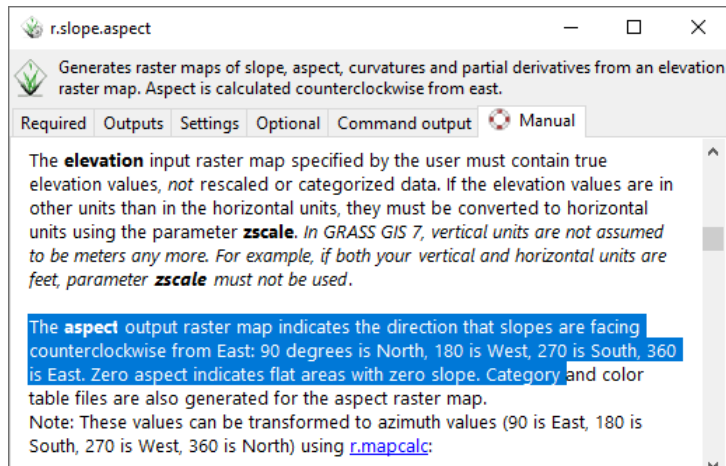 r.slope.aspect
Generates raster maps of slope, aspect, curvatures and partial derivatives from an elevation
raster map. Aspect is calculated counterclockwise from east.
Required Outputs Settings Optional Command output Manual
The elevation input raster map specified by the user must contain true
elevation values, not rescaled or categorized data. If the elevation values are in
other units than in the horizontal units, they must be converted to horizontal
units using the parameter zscale. In GRASS GIS 7, vertical units are not assumed
to be meters any more. For example, if both your vertical and horizontal units are
feet, parameter zscale must not be used.
The aspect output raster map indicates the direction that slopes are facing
counterclockwise from East: 90 degrees is North, 180 is West, 270 is South, 360
is East. Zero aspect indicates flat areas with zero slope. Category and color
table files are also generated for the aspect raster map.
Note: These values can be transformed to azimuth values (90 is East, 180 is
South, 270 is West, 360 is North) using r.mapcalc: